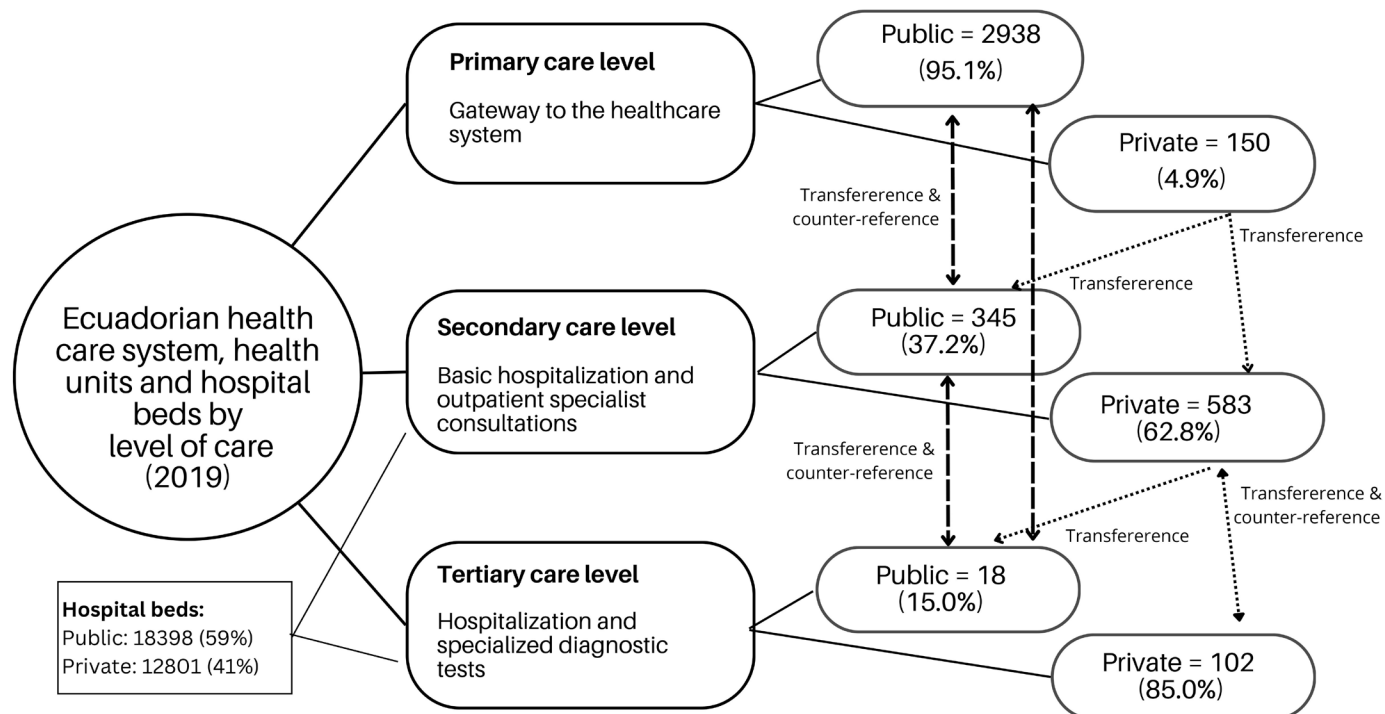 Ecuadorian health
care system, health
units and hospital
beds by
level of care
(2019)
Hospital beds:
Public: 18398 (59%)
Private: 12801 (41%)
Primary care level
Gateway to the healthcare
system
Public = 2938
(95.1%)
Private = 150
(4.9%)
Transfererence &
counter-reference
Transfererence
Transfererence
Secondary care level
Basic hospitalization and
outpatient specialist
consultations
Public = 345
(37.2%)
Private = 583
(62.8%)
Transfererence &
counter-reference
Transfererence
Transfererence &
counter-reference
Tertiary care level
Hospitalization and
specialized diagnostic
tests
Public = 18
(15.0%)
Private = 102
(85.0%)